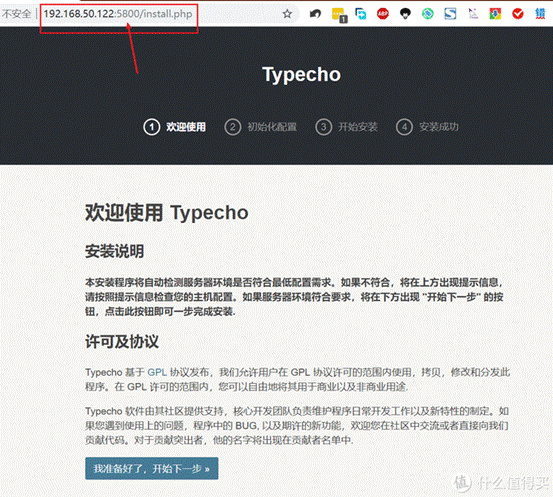 不安全 | 192.168.50.122:5800/install.php
1
ABP
Typecho
1 欢迎使用 2 初始化配置 3 开始安装 4 安装成功
欢迎使用 Typecho
安装说明
本安装程序将自动检测服务器环境是否符合最低配置需求。如果不符合，将在上方出现提示信息，
请按照提示信息检查您的主机配置。如果服务器环境符合要求，将在下方出现 "开始下一步" 的按
钮，点击此按钮即可一步完成安装.
许可及协议
Typecho 基于 GPL 协议发布，我们允许用户在 GPL 协议许可的范围内使用，拷贝，修改和分发此
程序。在 GPL 许可的范围内，您可以自由地将其用于商业以及非商业用途.
Typecho 软件由其社区提供支持，核心开发团队负责维护程序日常开发工作以及新特性的制定。如
果您遇到使用上的问题，程序中的 BUG, 以及期许的新功能，欢迎您在社区中交流或者直接向我们
贡献代码。对于贡献突出者，他的名字将出现在贡献者名单中.
我准备好了，开始下一步 »
值 什么值得买